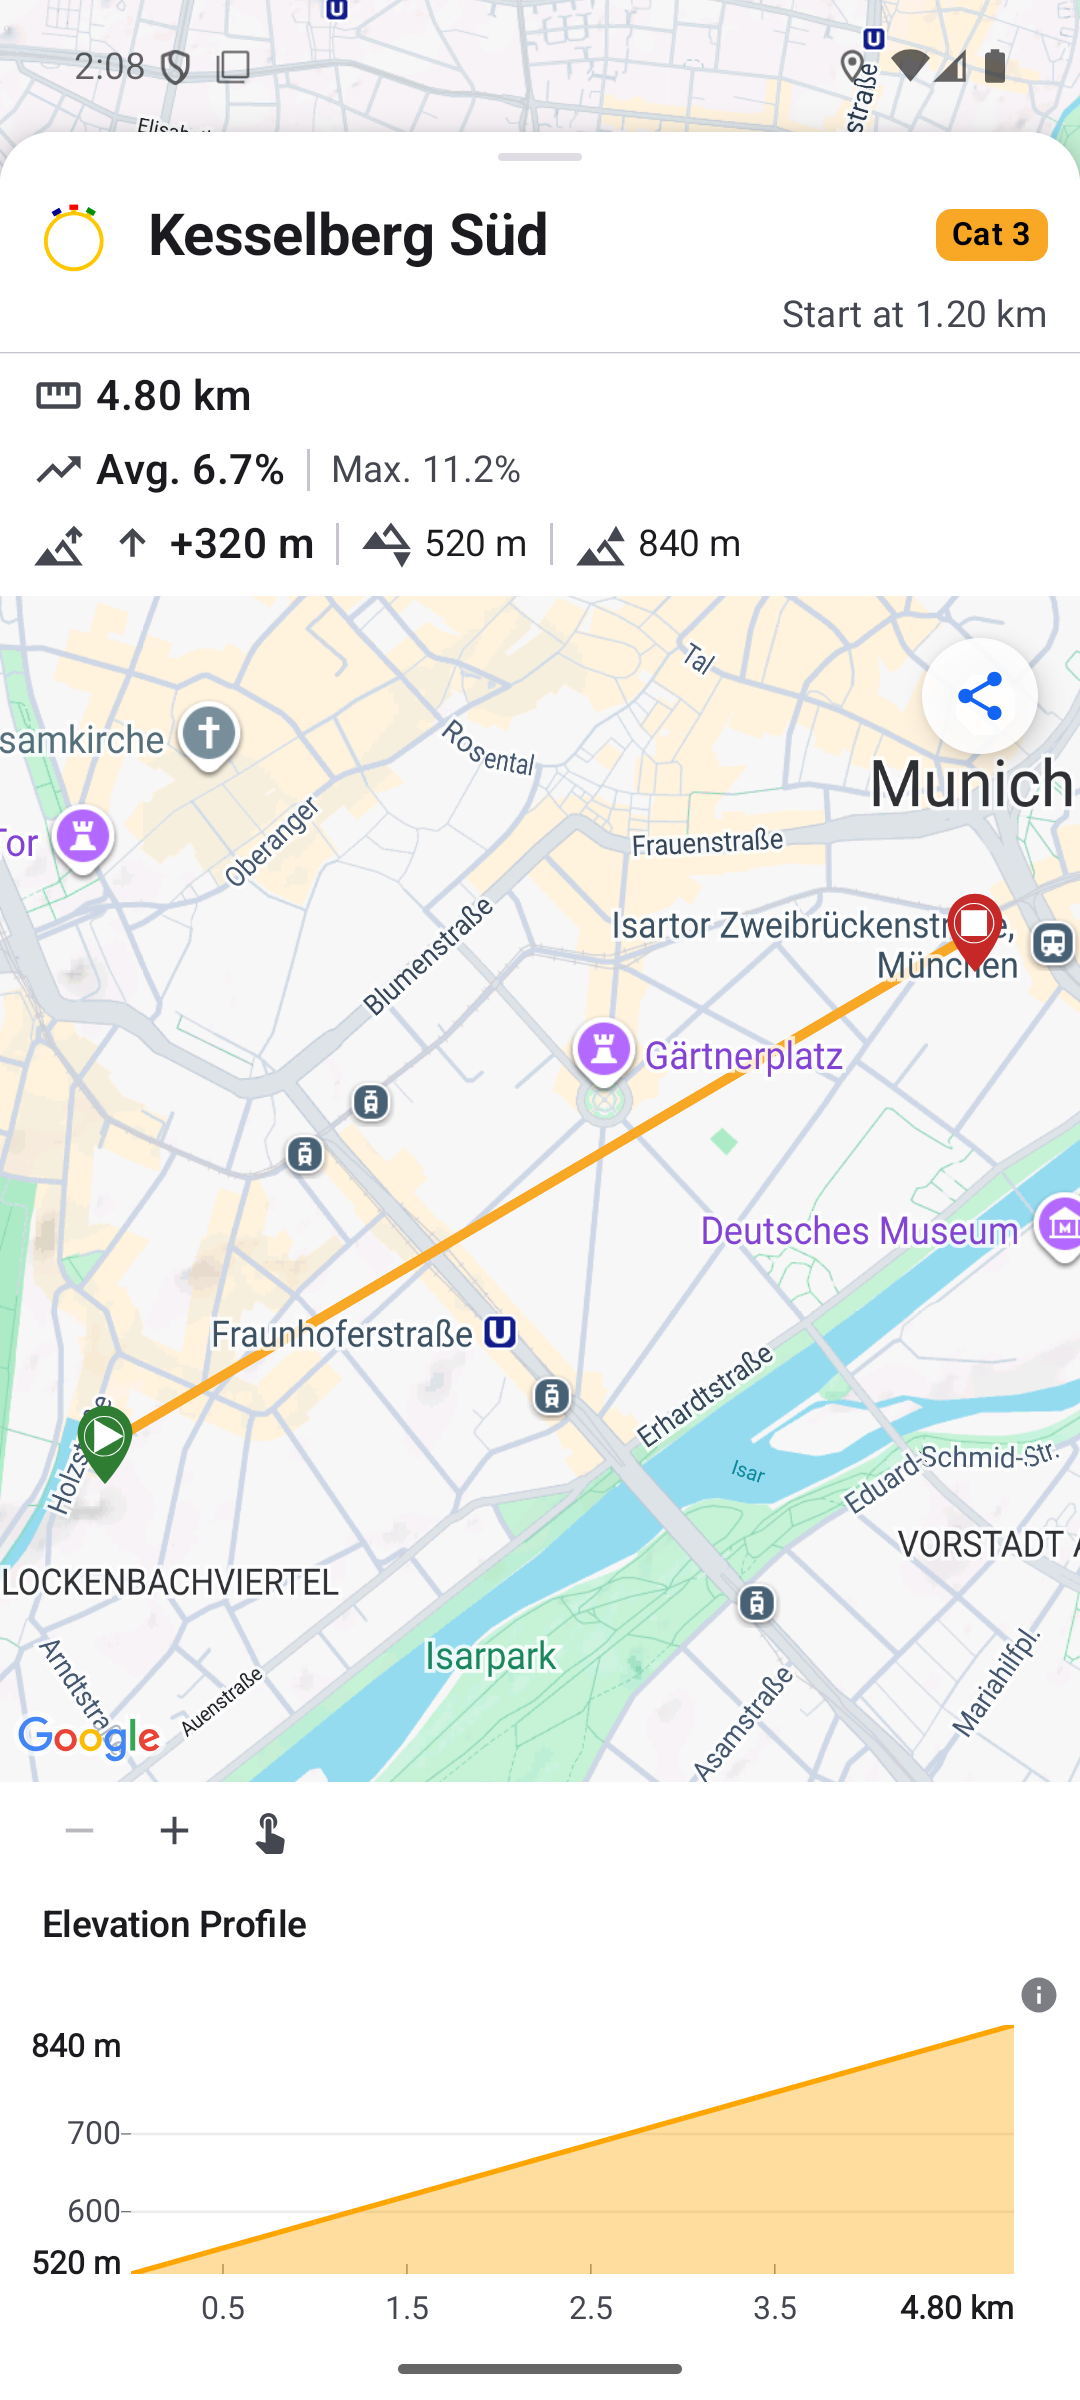 U
U
2:08
straße
Kesselberg Süd
Cat 3
Start at 1.20 km
4.80 km
Avg. 6.7%
Max. 11.2%
+320 m
520 m
840 m
Tal
samkirche
Rosental
Munich
Tor
Oberanger
Frauenstraße
Blumenstraße
Isartor Zweibrückenstraße,
München
Gärtnerplatz
Deutsches Museum
M
Fraunhoferstraße
U
Erhardtstraße
Isar
Eduard-Schmid-Str.
VORSTADT A
LOCKENBACHVIERTEL
Isarpark
Arndtstra
Auenstraße
Asamstraße
Mariahilfpl.
Google
Elevation Profile
840 m
700
600
520 m
0.5
1.5
2.5
3.5
4.80 km